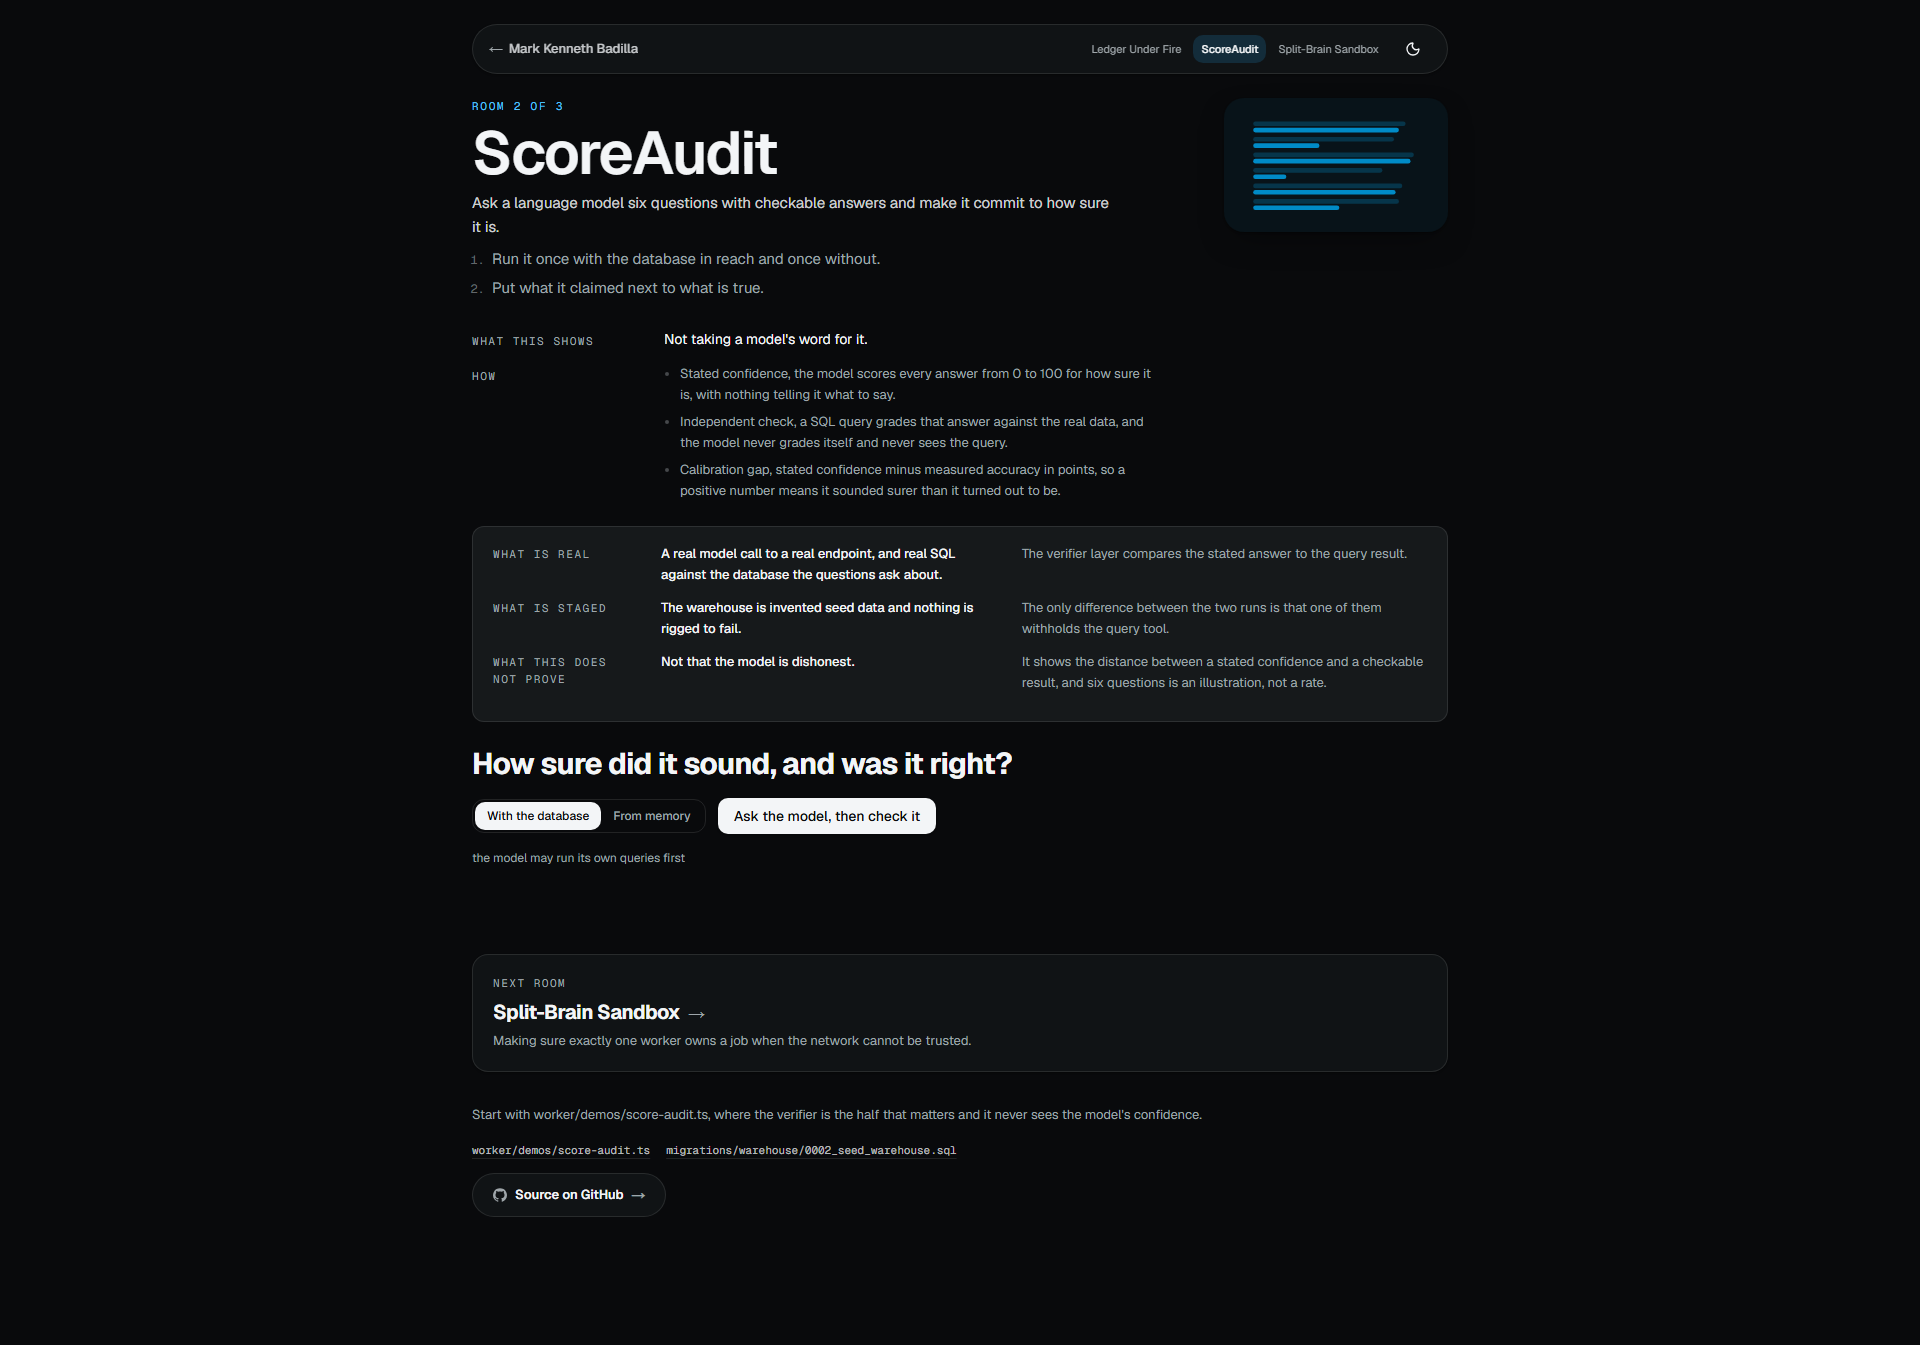 ← Mark Kenneth Badilla
Ledger Under Fire
ScoreAudit
Split-Brain Sandbox
ROOM 2 OF 3
ScoreAudit
Ask a language model six questions with checkable answers and make it commit to how sure
it is.
1. Run it once with the database in reach and once without.
2. Put what it claimed next to what is true.
WHAT THIS SHOWS
Not taking a model's word for it.
HOW
• Stated confidence, the model scores every answer from 0 to 100 for how sure it
is, with nothing telling it what to say.
• Independent check, a SQL query grades that answer against the real data, and
the model never grades itself and never sees the query.
• Calibration gap, stated confidence minus measured accuracy in points, so a
positive number means it sounded surer than it turned out to be.
WHAT IS REAL
A real model call to a real endpoint, and real SQL
against the database the questions ask about.
The verifier layer compares the stated answer to the query result.
WHAT IS STAGED
The warehouse is invented seed data and nothing is
rigged to fail.
The only difference between the two runs is that one of them
withholds the query tool.
WHAT THIS DOES
NOT PROVE
Not that the model is dishonest.
It shows the distance between a stated confidence and a checkable
result, and six questions is an illustration, not a rate.
How sure did it sound, and was it right?
With the database
From memory
Ask the model, then check it
the model may run its own queries first
NEXT ROOM
Split-Brain Sandbox →
Making sure exactly one worker owns a job when the network cannot be trusted.
Start with worker/demos/score-audit.ts, where the verifier is the half that matters and it never sees the model's confidence.
worker/demos/score-audit.ts
migrations/warehouse/0002_seed_warehouse.sql
Source on GitHub →